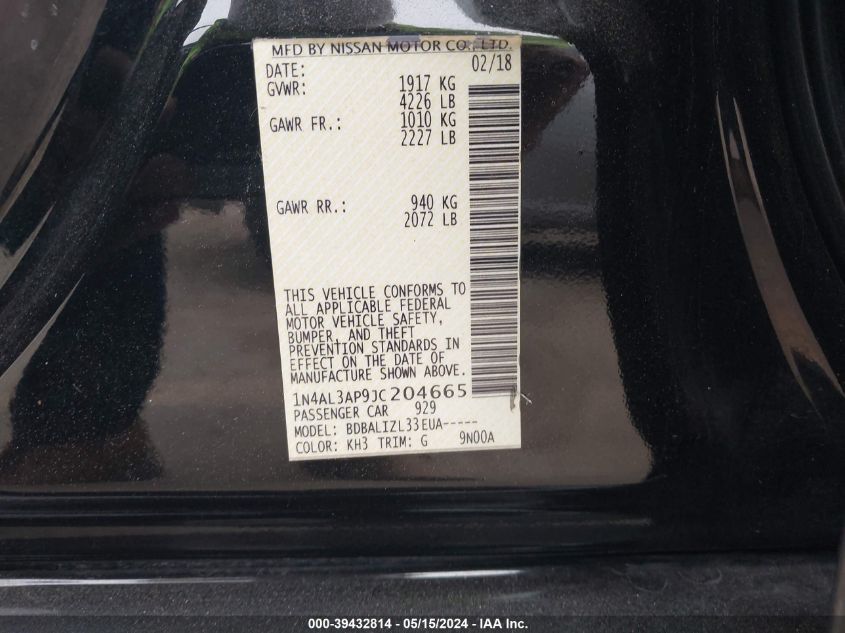 MFD BY NISSAN MOTOR CO., LTD.
DATE: 02/18
GVWR: 1917 KG
4226 LB
GAWR FR.: 1010 KG
2227 LB
GAWR RR.: 940 KG
2072 LB
THIS VEHICLE CONFORMS TO
ALL APPLICABLE FEDERAL
MOTOR VEHICLE SAFETY,
BUMPER, AND THEFT
PREVENTION STANDARDS IN
EFFECT ON THE DATE OF
MANUFACTURE SHOWN ABOVE.
1N4AL3AP9JC204665
PASSENGER CAR 929
MODEL: BDBALIZL33EUA-----
COLOR: KH3 TRIM: G 9N00A
000-39432814 - 05/15/2024 - IAA Inc.